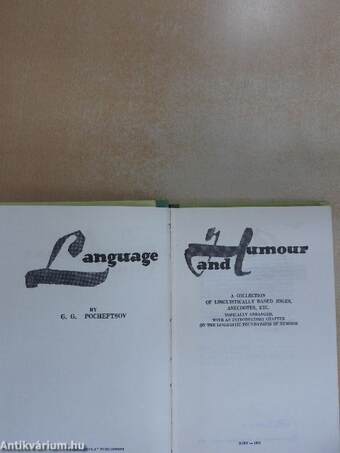 Language
BY
G. G. POCHEPTSOV
and Humour
A COLLECTION
OF LINGUISTICALLY BASED JOKES,
ANECDOTES, ETC.
TOPICALLY ARRANGED,
WITH AN INTRODUCTORY CHAPTER
ON THE LINGUISTIC FOUNDATIONS OF HUMOUR
Antikvárium.hu